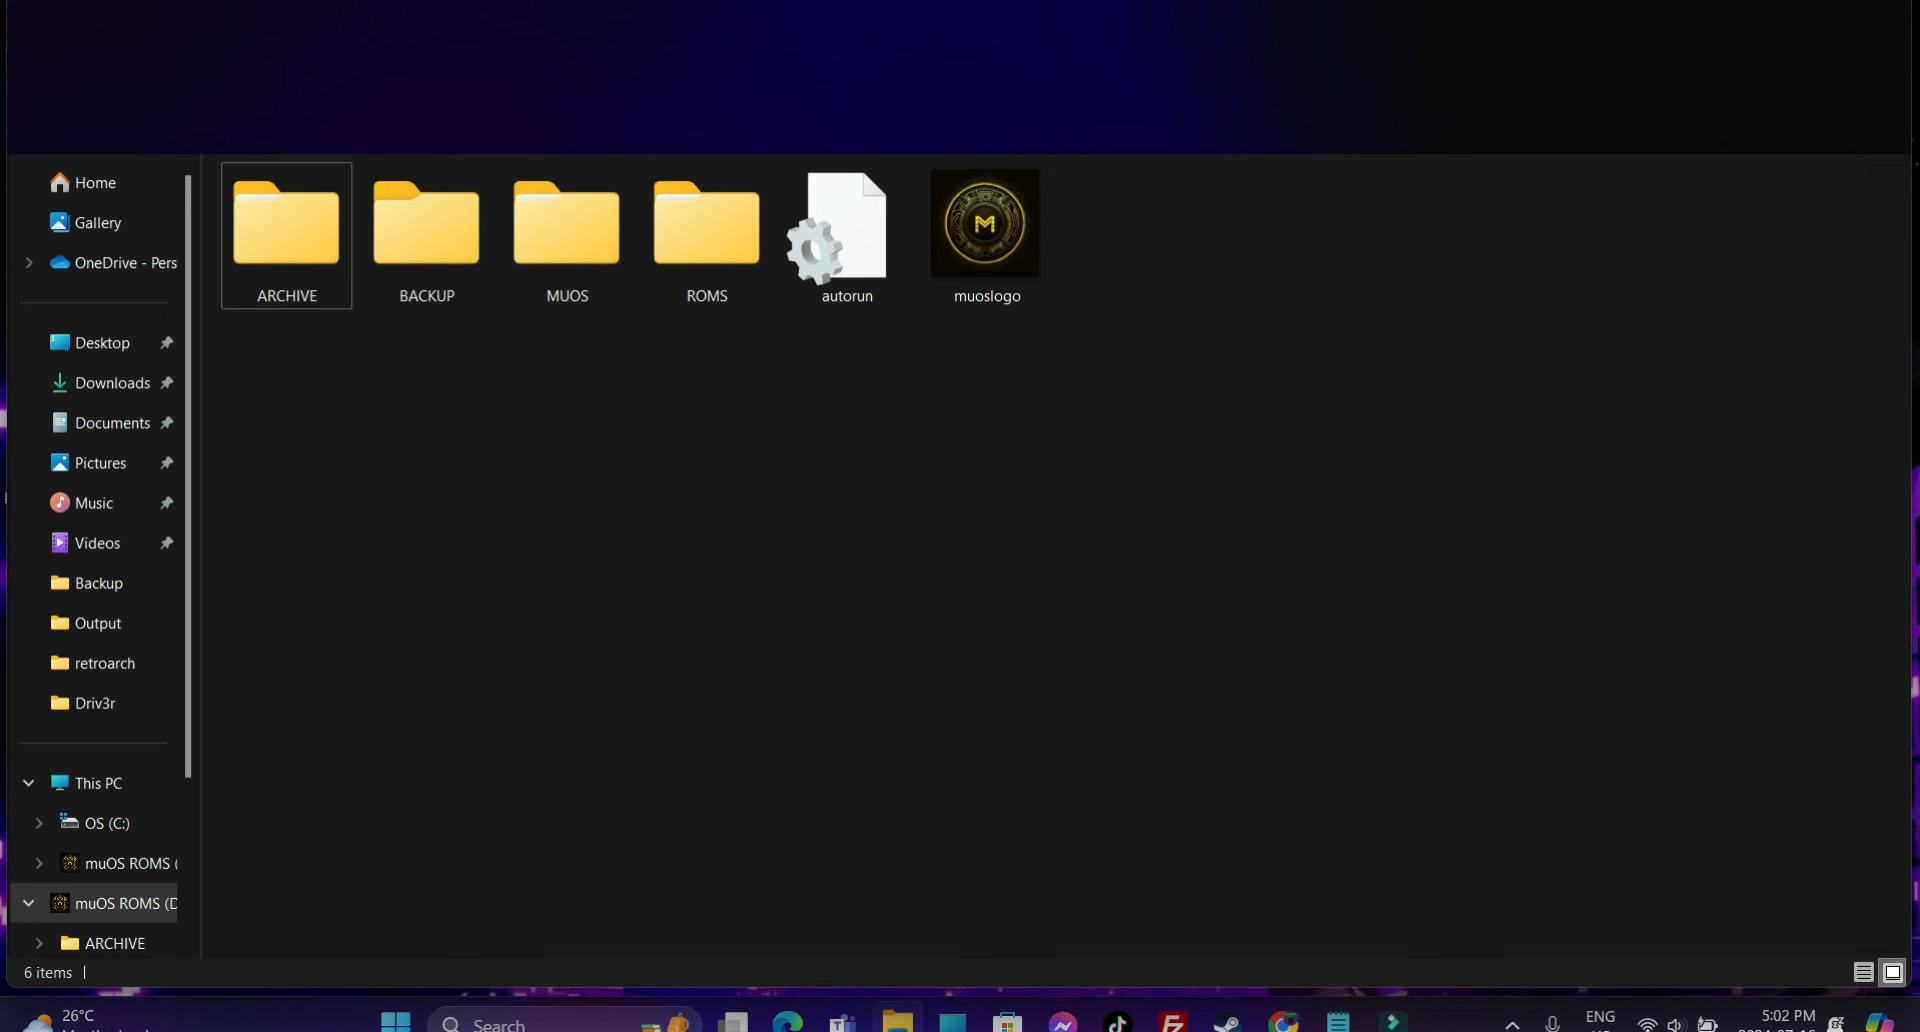 Home
Gallery
OneDrive - Pers
Desktop
Downloads
Documents
Pictures
Music
Videos
Backup
Output
retroarch
Driv3r
This PC
OS (C:)
muOS ROMS (
muOS ROMS (D
ARCHIVE
6 items
ARCHIVE
BACKUP
MUOS
ROMS
autorun
M
muoslogo
26°C
Search
ENG
5:02 PM